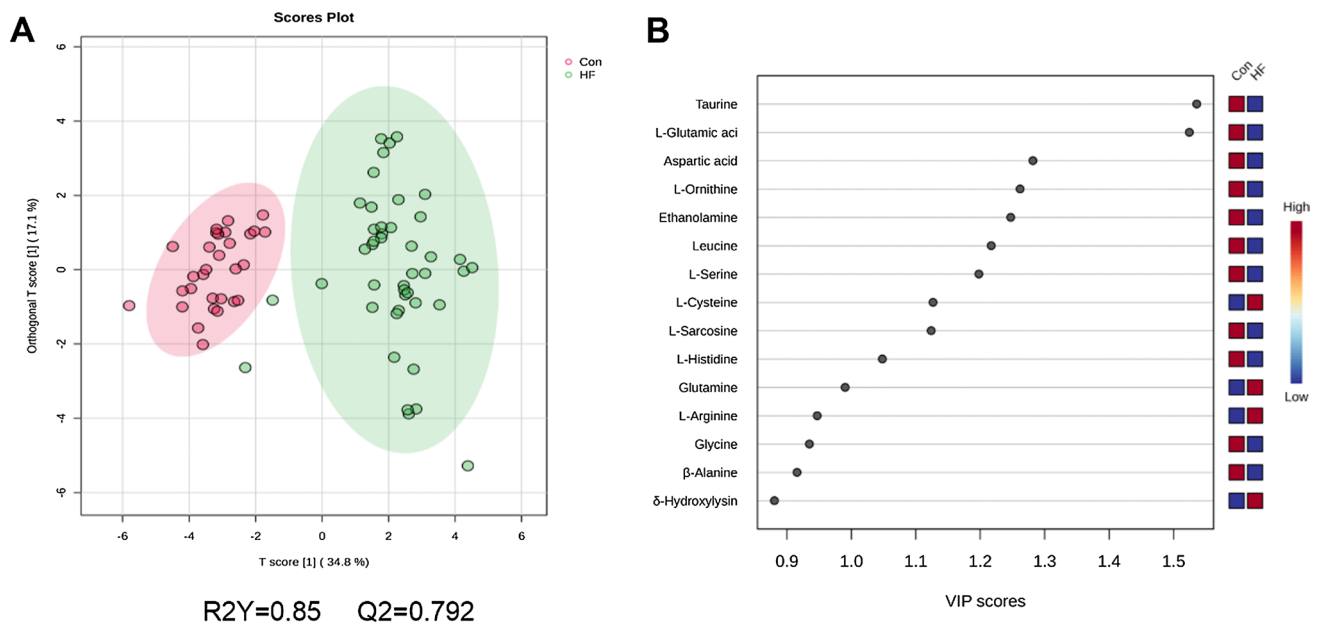 A
Scores Plot
Con
HF
Orthogonal T score [1] ( 17.1 %)
6
4
2
0
-2
-4
-6
-6
-4
-2
0
2
4
6
T score [1] ( 34.8 %)
R2Y=0.85 Q2=0.792
B
Con
HF
Taurine
L-Glutamic aci
Aspartic acid
L-Ornithine
Ethanolamine
Leucine
L-Serine
L-Cysteine
L-Sarcosine
L-Histidine
Glutamine
L-Arginine
Glycine
β-Alanine
δ-Hydroxylysin
0.9
1.0
1.1
1.2
1.3
1.4
1.5
VIP scores
High
Low